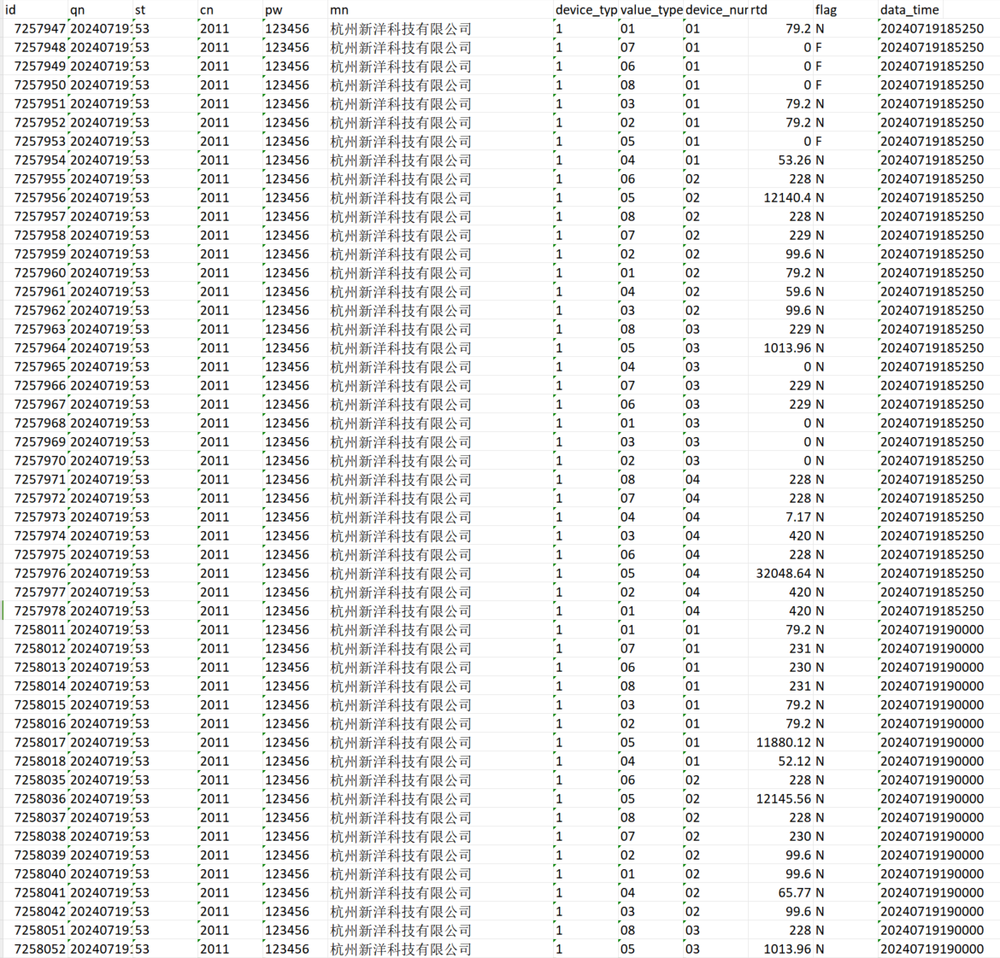 id qn st cn pw mn device_typ value_type device_nur rtd flag data_time
7257947 20240719 53 2011 123456 杭州新洋科技有限公司 1 01 01 79.2 N 20240719185250
7257948 20240719 53 2011 123456 杭州新洋科技有限公司 1 07 01 0 F 20240719185250
7257949 20240719 53 2011 123456 杭州新洋科技有限公司 1 06 01 0 F 20240719185250
7257950 20240719 53 2011 123456 杭州新洋科技有限公司 1 08 01 0 F 20240719185250
7257951 20240719 53 2011 123456 杭州新洋科技有限公司 1 03 01 79.2 N 20240719185250
7257952 20240719 53 2011 123456 杭州新洋科技有限公司 1 02 01 79.2 N 20240719185250
7257953 20240719 53 2011 123456 杭州新洋科技有限公司 1 05 01 0 F 20240719185250
7257954 20240719 53 2011 123456 杭州新洋科技有限公司 1 04 01 53.26 N 20240719185250
7257955 20240719 53 2011 123456 杭州新洋科技有限公司 1 06 02 228 N 20240719185250
7257956 20240719 53 2011 123456 杭州新洋科技有限公司 1 05 02 12140.4 N 20240719185250
7257957 20240719 53 2011 123456 杭州新洋科技有限公司 1 08 02 228 N 20240719185250
7257958 20240719 53 2011 123456 杭州新洋科技有限公司 1 07 02 229 N 20240719185250
7257959 20240719 53 2011 123456 杭州新洋科技有限公司 1 02 02 99.6 N 20240719185250
7257960 20240719 53 2011 123456 杭州新洋科技有限公司 1 01 02 79.2 N 20240719185250
7257961 20240719 53 2011 123456 杭州新洋科技有限公司 1 04 02 59.6 N 20240719185250
7257962 20240719 53 2011 123456 杭州新洋科技有限公司 1 03 02 99.6 N 20240719185250
7257963 20240719 53 2011 123456 杭州新洋科技有限公司 1 08 03 229 N 20240719185250
7257964 20240719 53 2011 123456 杭州新洋科技有限公司 1 05 03 1013.96 N 20240719185250
7257965 20240719 53 2011 123456 杭州新洋科技有限公司 1 04 03 0 N 20240719185250
7257966 20240719 53 2011 123456 杭州新洋科技有限公司 1 07 03 229 N 20240719185250
7257967 20240719 53 2011 123456 杭州新洋科技有限公司 1 06 03 229 N 20240719185250
7257968 20240719 53 2011 123456 杭州新洋科技有限公司 1 01 03 0 N 20240719185250
7257969 20240719 53 2011 123456 杭州新洋科技有限公司 1 03 03 0 N 20240719185250
7257970 20240719 53 2011 123456 杭州新洋科技有限公司 1 02 03 0 N 20240719185250
7257971 20240719 53 2011 123456 杭州新洋科技有限公司 1 08 04 228 N 20240719185250
7257972 20240719 53 2011 123456 杭州新洋科技有限公司 1 07 04 228 N 20240719185250
7257973 20240719 53 2011 123456 杭州新洋科技有限公司 1 04 04 7.17 N 20240719185250
7257974 20240719 53 2011 123456 杭州新洋科技有限公司 1 03 04 420 N 20240719185250
7257975 20240719 53 2011 123456 杭州新洋科技有限公司 1 06 04 228 N 20240719185250
7257976 20240719 53 2011 123456 杭州新洋科技有限公司 1 05 04 32048.64 N 20240719185250
7257977 20240719 53 2011 123456 杭州新洋科技有限公司 1 02 04 420 N 20240719185250
7257978 20240719 53 2011 123456 杭州新洋科技有限公司 1 01 04 420 N 20240719185250
7258011 20240719 53 2011 123456 杭州新洋科技有限公司 1 01 01 79.2 N 20240719190000
7258012 20240719 53 2011 123456 杭州新洋科技有限公司 1 07 01 231 N 20240719190000
7258013 20240719 53 2011 123456 杭州新洋科技有限公司 1 06 01 230 N 20240719190000
7258014 20240719 53 2011 123456 杭州新洋科技有限公司 1 08 01 231 N 20240719190000
7258015 20240719 53 2011 123456 杭州新洋科技有限公司 1 03 01 79.2 N 20240719190000
7258016 20240719 53 2011 123456 杭州新洋科技有限公司 1 02 01 79.2 N 20240719190000
7258017 20240719 53 2011 123456 杭州新洋科技有限公司 1 05 01 11880.12 N 20240719190000
7258018 20240719 53 2011 123456 杭州新洋科技有限公司 1 04 01 52.12 N 20240719190000
7258035 20240719 53 2011 123456 杭州新洋科技有限公司 1 06 02 228 N 20240719190000
7258036 20240719 53 2011 123456 杭州新洋科技有限公司 1 05 02 12145.56 N 20240719190000
7258037 20240719 53 2011 123456 杭州新洋科技有限公司 1 08 02 228 N 20240719190000
7258038 20240719 53 2011 123456 杭州新洋科技有限公司 1 07 02 230 N 20240719190000
7258039 20240719 53 2011 123456 杭州新洋科技有限公司 1 02 02 99.6 N 20240719190000
7258040 20240719 53 2011 123456 杭州新洋科技有限公司 1 01 02 99.6 N 20240719190000
7258041 20240719 53 2011 123456 杭州新洋科技有限公司 1 04 02 65.77 N 20240719190000
7258042 20240719 53 2011 123456 杭州新洋科技有限公司 1 03 02 99.6 N 20240719190000
7258051 20240719 53 2011 123456 杭州新洋科技有限公司 1 08 03 228 N 20240719190000
7258052 20240719 53 2011 123456 杭州新洋科技有限公司 1 05 03 1013.96 N 20240719190000